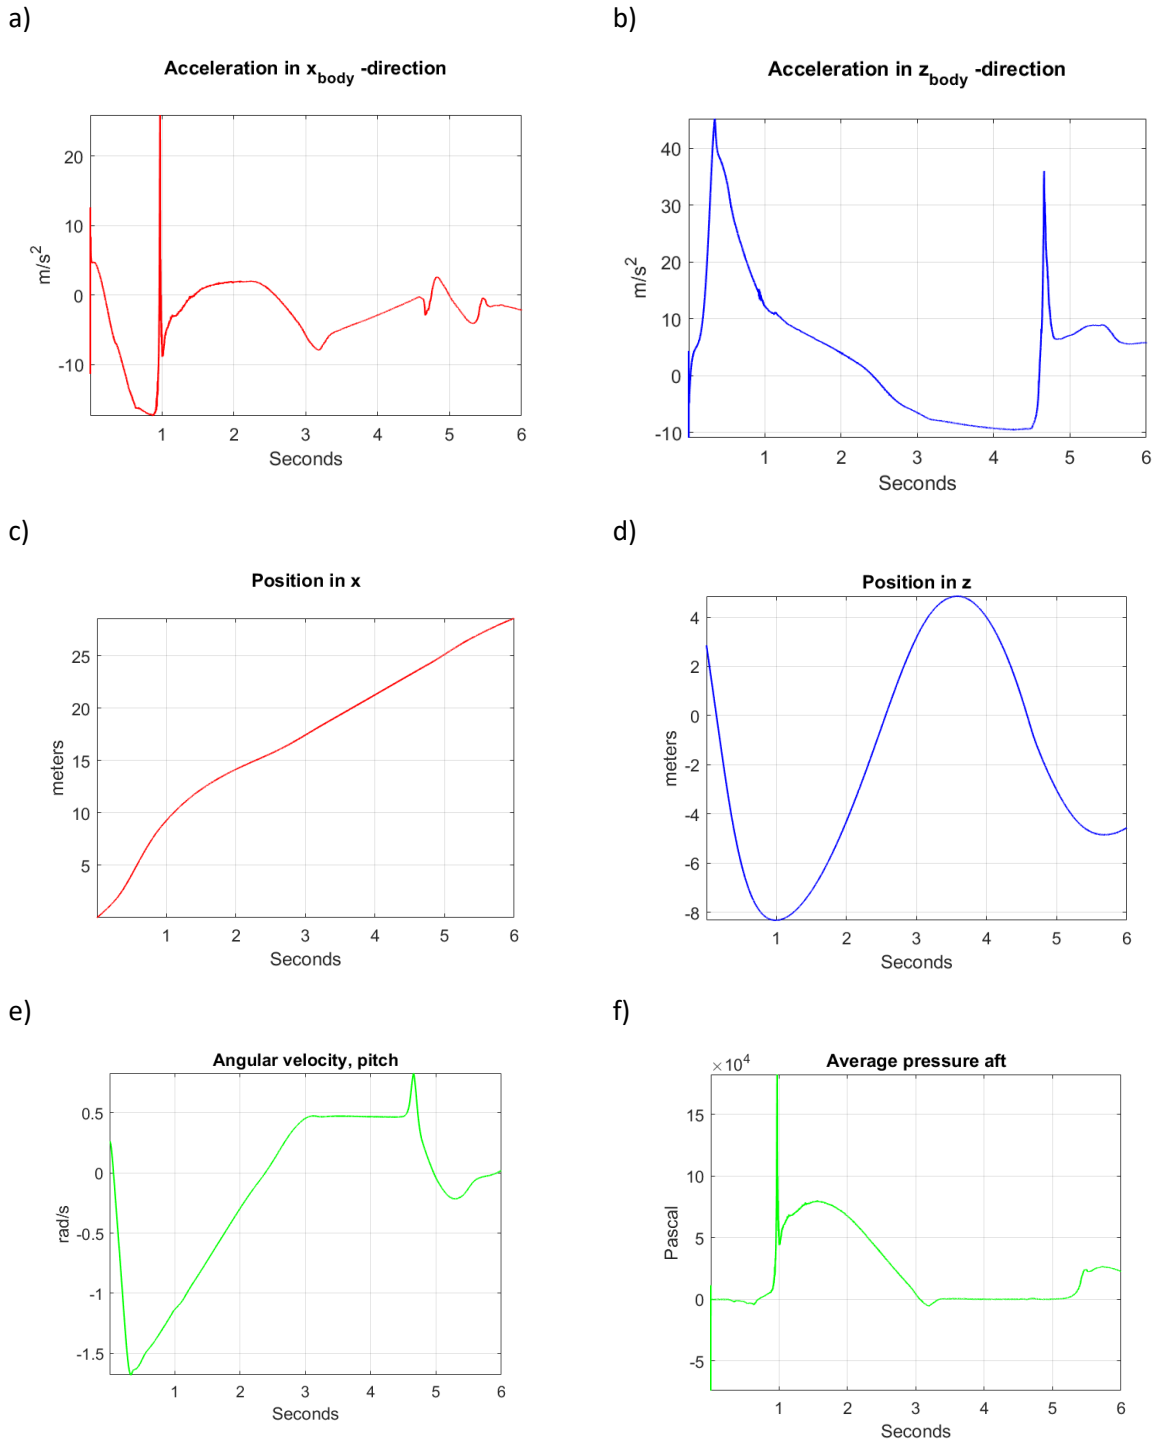 a)
Acceleration in x_body -direction
20
10
0
-10
m/s²
1 2 3 4 5 6
Seconds
b)
Acceleration in z_body -direction
40
30
20
10
0
-10
m/s²
1 2 3 4 5 6
Seconds
c)
Position in x
25
20
15
10
5
meters
1 2 3 4 5 6
Seconds
d)
Position in z
4
2
0
-2
-4
-6
-8
meters
1 2 3 4 5 6
Seconds
e)
Angular velocity, pitch
0.5
0
-0.5
-1
-1.5
rad/s
1 2 3 4 5 6
Seconds
f)
×10⁴
Average pressure aft
15
10
5
0
-5
Pascal
1 2 3 4 5 6
Seconds